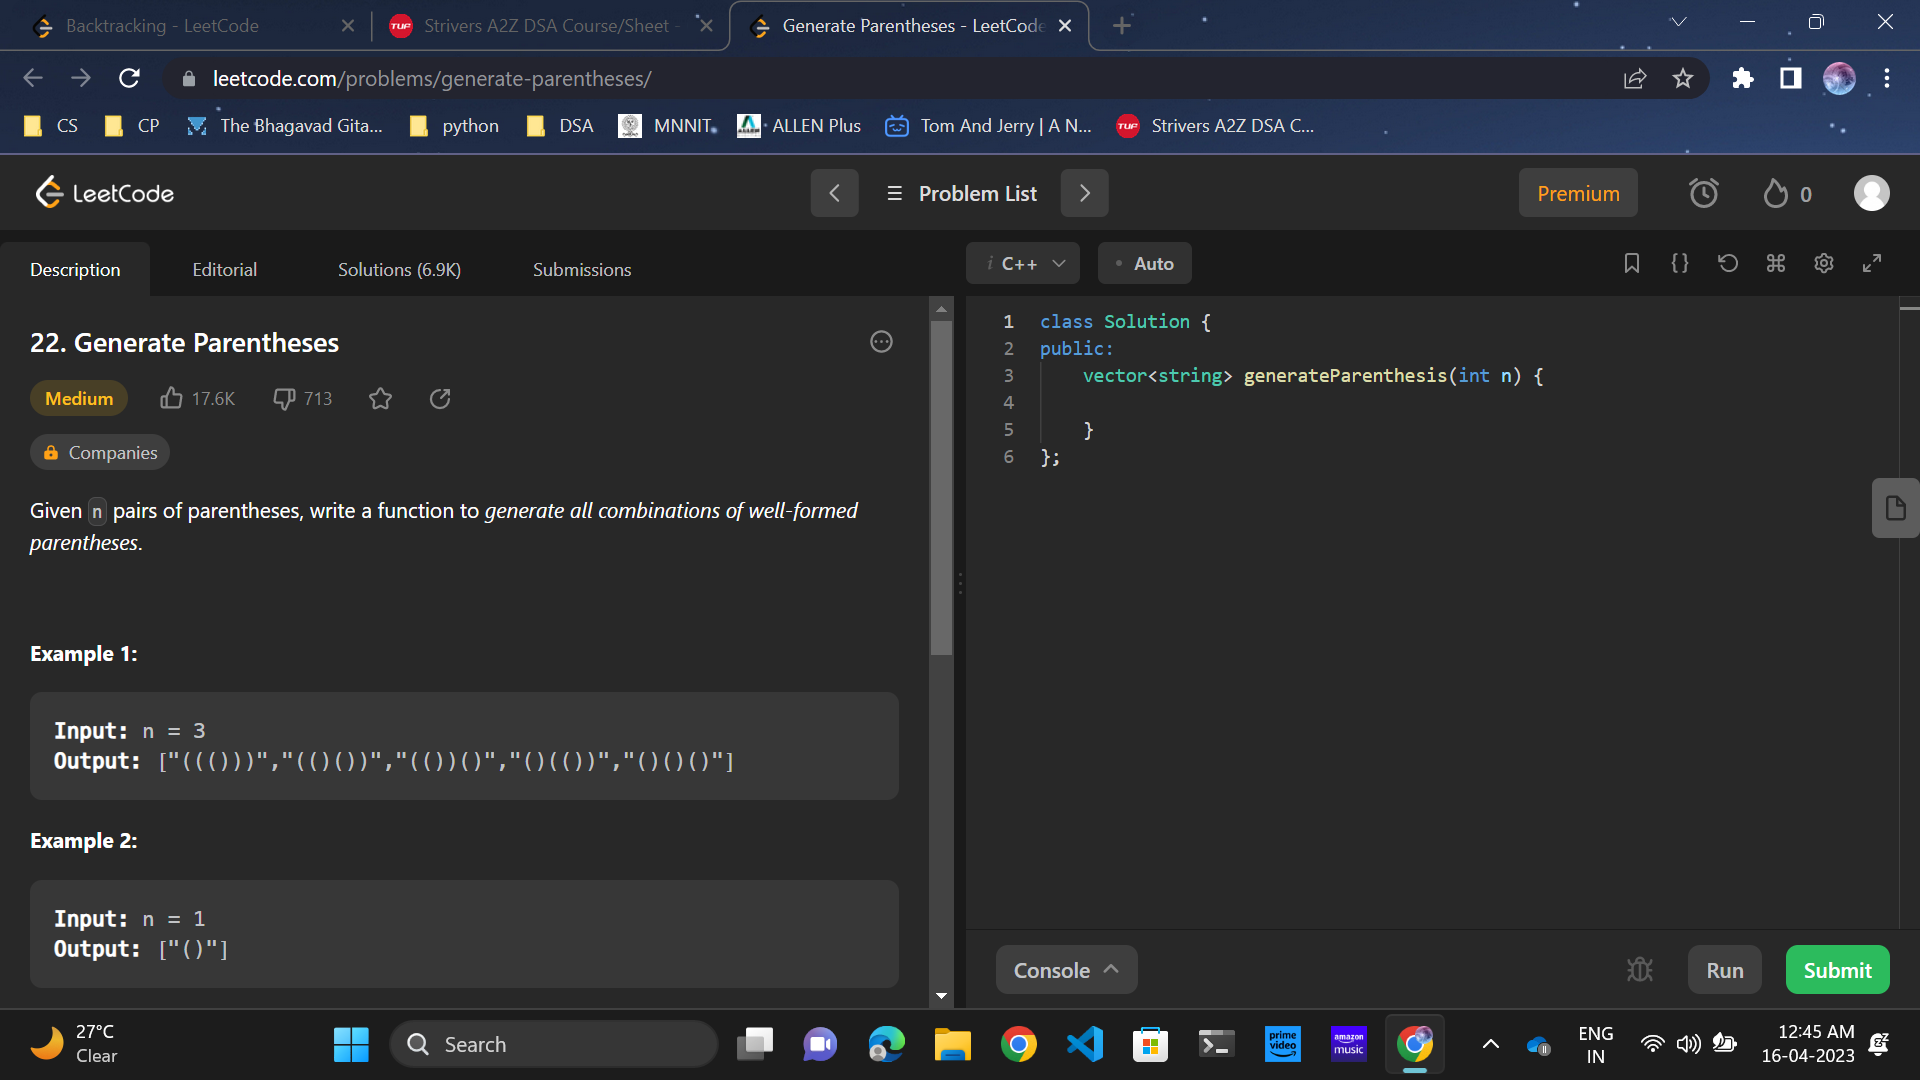 Backtracking - LeetCode
Strivers A2Z DSA Course/Sheet -
Generate Parentheses - LeetCode
leetcode.com/problems/generate-parentheses/
CS
CP
The Bhagavad Gita...
python
DSA
MNNIT
ALLEN Plus
Tom And Jerry | A N...
TUF
Strivers A2Z DSA C...
LeetCode
Problem List
Premium
0
Description
Editorial
Solutions (6.9K)
Submissions
i C++
• Auto
22. Generate Parentheses
Medium
17.6K
713
Companies
Given n pairs of parentheses, write a function to generate all combinations of well-formed
parentheses.
Example 1:
Input: n = 3
Output: ["((()))","(()())","(())()","()(())","()()()"]
Example 2:
Input: n = 1
Output: ["()"]
1 class Solution {
2 public:
3 vector<string> generateParenthesis(int n) {
4
5 }
6 };
Console
Run
Submit
27°C
Clear
Search
prime video
amazon music
ENG
IN
12:45 AM
16-04-2023